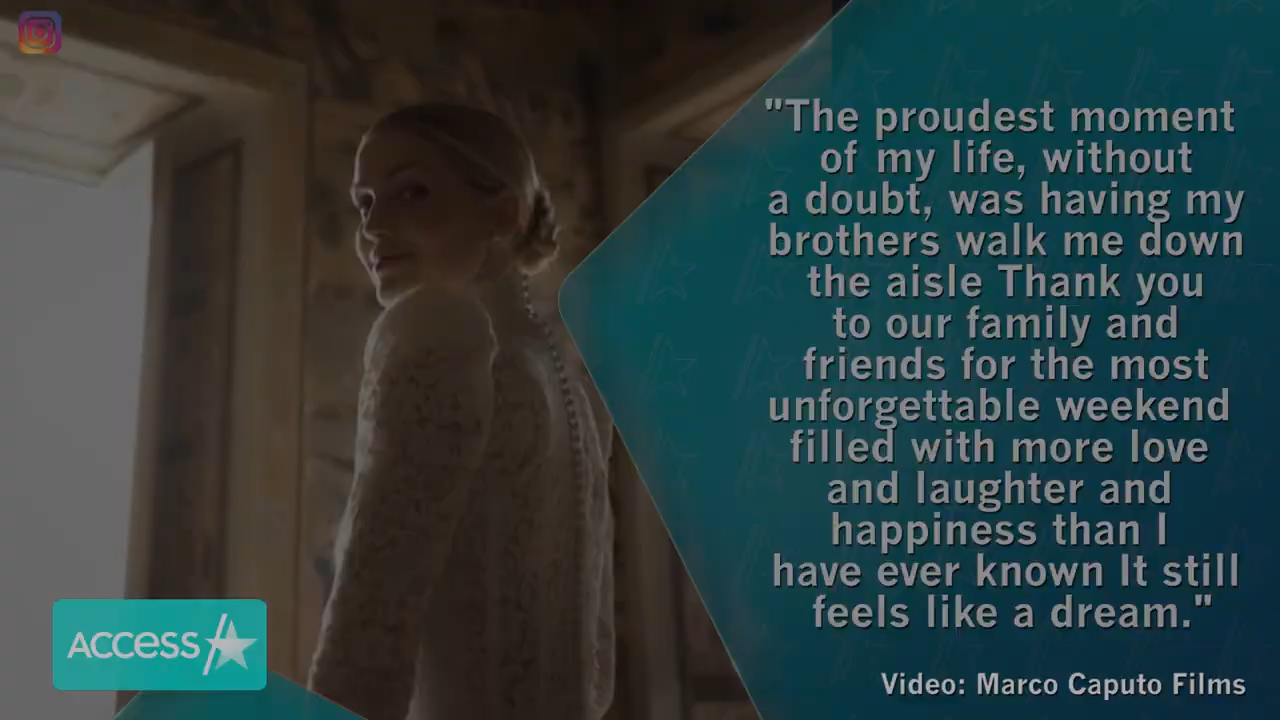 "The proudest moment
of my life, without
a doubt, was having my
brothers walk me down
the aisle Thank you
to our family and
friends for the most
unforgettable weekend
filled with more love
and laughter and
happiness than I
have ever known It still
feels like a dream."
ACCESS
Video: Marco Caputo Films